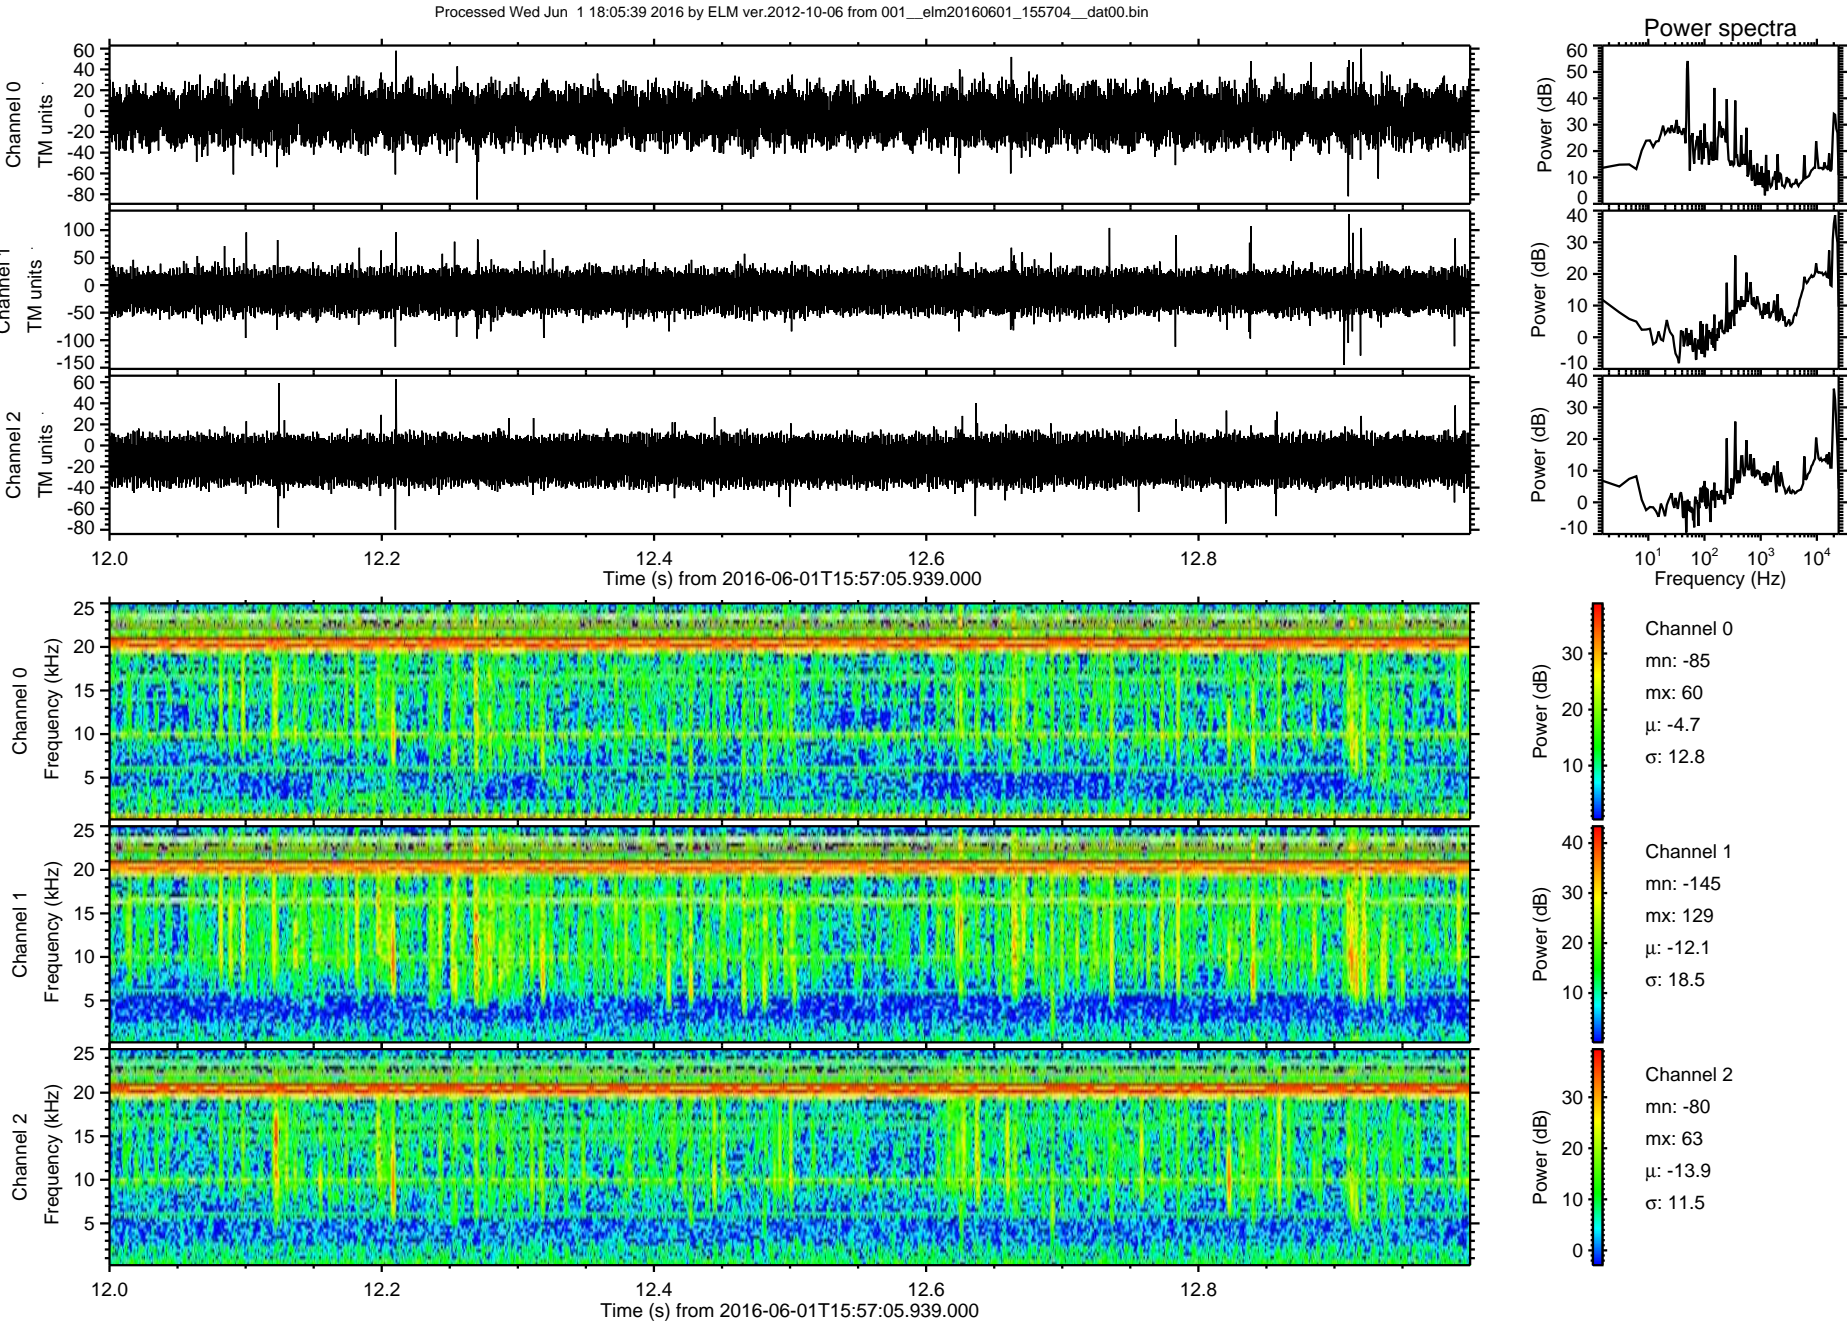 Processed Wed Jun 1 18:05:39 2016 by ELM ver.2012-10-06 from 001__elm20160601_155704__dat00.bin
Power spectra
Channel 0
TM units
60
40
20
0
-20
-40
-60
-80
Power (dB)
60
50
40
30
20
10
0
Channel 1
TM units
100
50
0
-50
-100
-150
Power (dB)
40
30
20
10
0
-10
Channel 2
TM units
60
40
20
0
-20
-40
-60
-80
Power (dB)
40
30
20
10
0
-10
12.0 12.2 12.4 12.6 12.8
Time (s) from 2016-06-01T15:57:05.939.000
10^1 10^2 10^3 10^4
Frequency (Hz)
Channel 0
Frequency (kHz)
25
20
15
10
5
Power (dB)
30
20
10
Channel 0
mn: -85
mx: 60
μ: -4.7
σ: 12.8
Channel 1
Frequency (kHz)
25
20
15
10
5
Power (dB)
40
30
20
10
Channel 1
mn: -145
mx: 129
μ: -12.1
σ: 18.5
Channel 2
Frequency (kHz)
25
20
15
10
5
Power (dB)
30
20
10
0
Channel 2
mn: -80
mx: 63
μ: -13.9
σ: 11.5
12.0 12.2 12.4 12.6 12.8
Time (s) from 2016-06-01T15:57:05.939.000